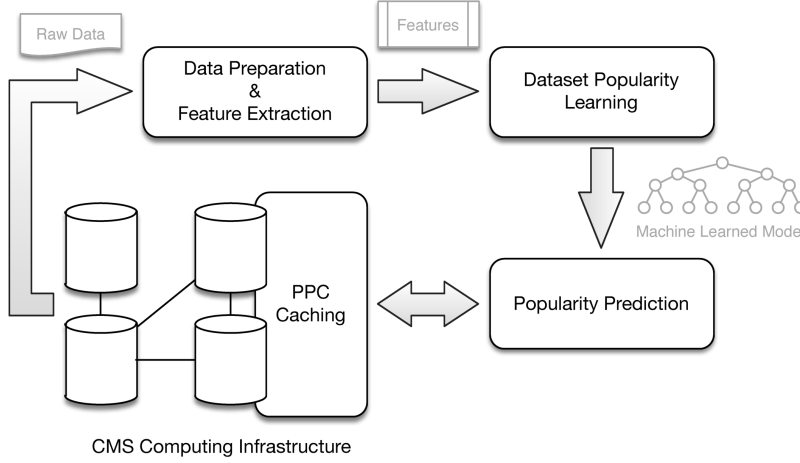 Raw Data
Features
Data Preparation
&
Feature Extraction
Dataset Popularity
Learning
Machine Learned Mode
PPC
Caching
Popularity Prediction
CMS Computing Infrastructure